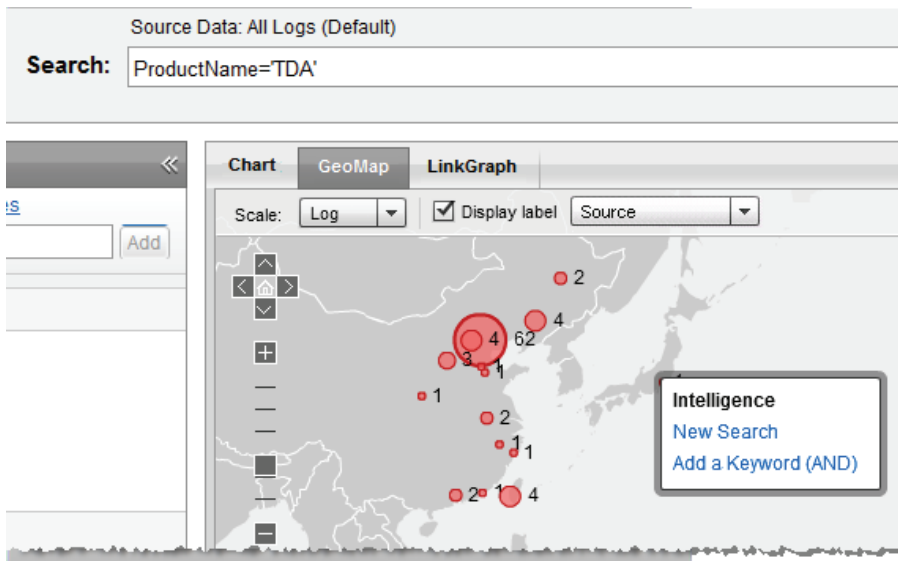 Source Data: All Logs (Default)
Search: ProductName='TDA'
«
Chart GeoMap LinkGraph
es
Scale: Log Display label Source
Add
2
4
4 62
3 1
1
1
2
1
1
2 1 4
Intelligence
New Search
Add a Keyword (AND)